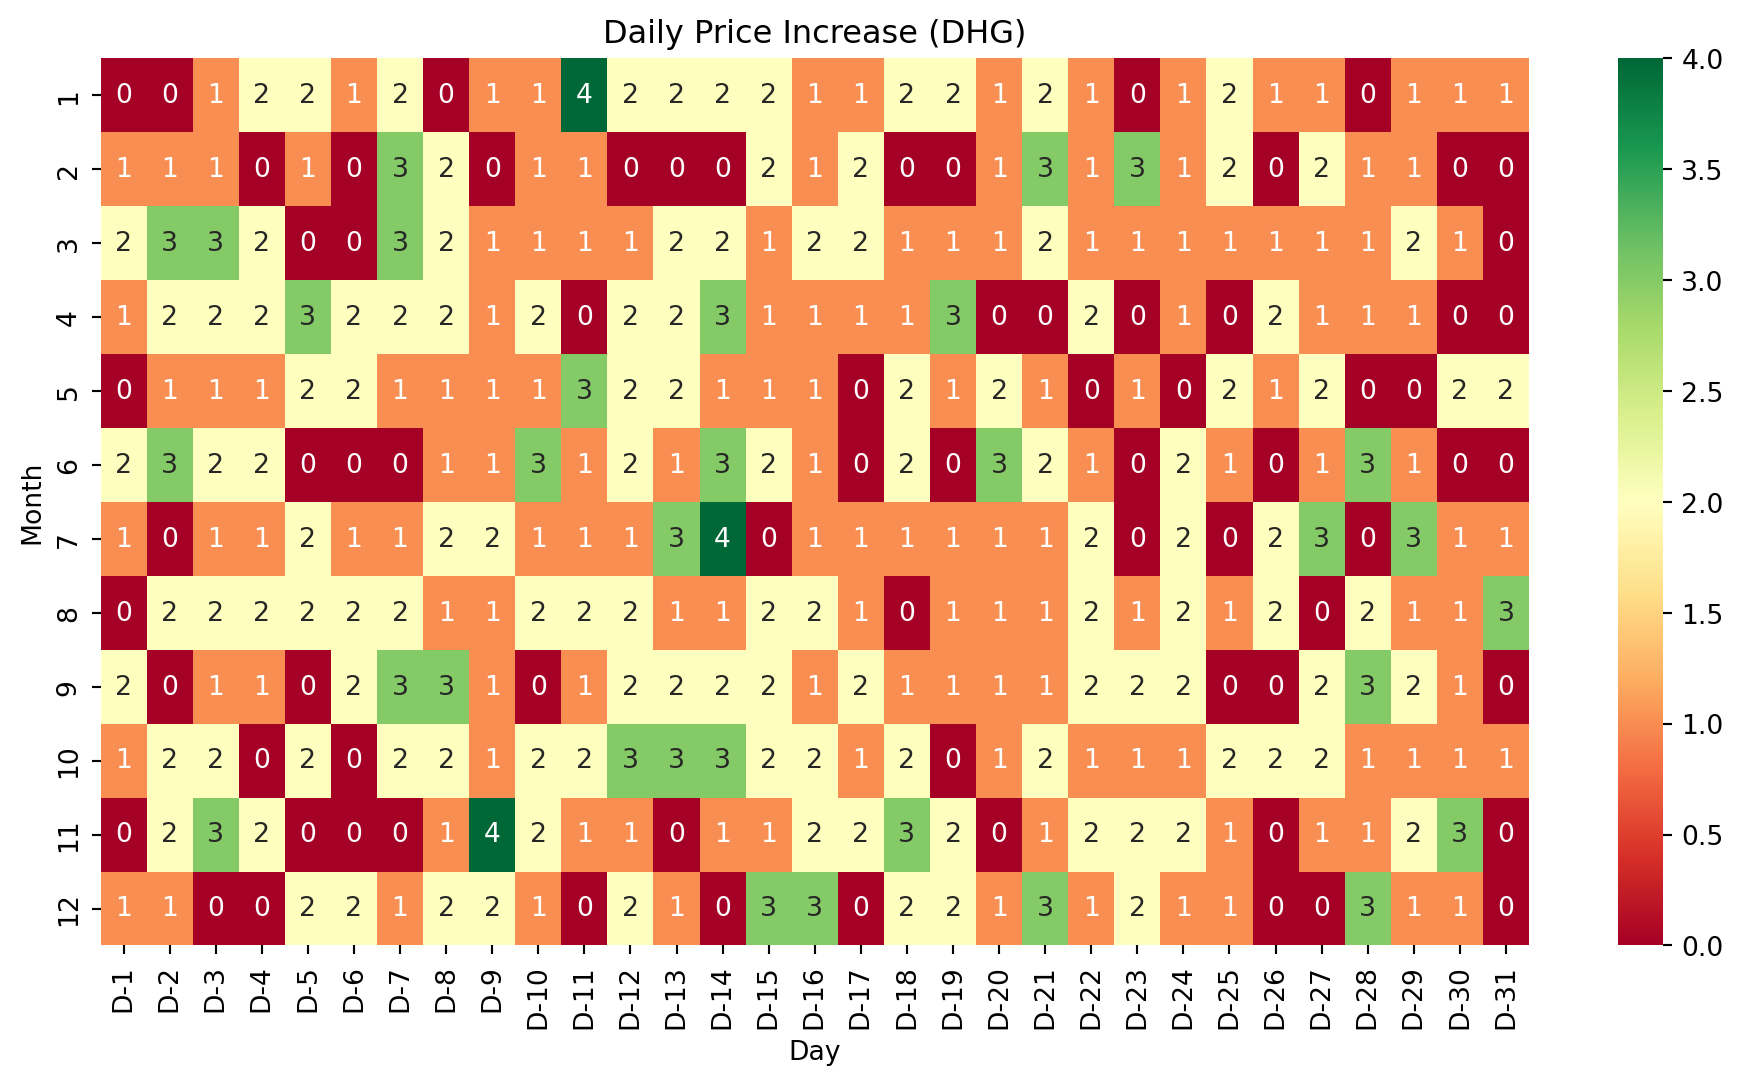 Daily Price Increase (DHG)
Month
1 0 0 1 2 2 1 2 0 1 1 4 2 2 2 2 1 1 2 2 1 2 1 0 1 2 1 1 0 1 1 1
2 1 1 1 0 1 0 3 2 0 1 1 0 0 0 2 1 2 0 0 1 3 1 3 1 2 0 2 1 1 0 0
3 2 3 3 2 0 0 3 2 1 1 1 1 2 2 1 2 2 1 1 1 2 1 1 1 1 1 1 1 2 1 0
4 1 2 2 2 3 2 2 2 1 2 0 2 2 3 1 1 1 1 3 0 0 2 0 1 0 2 1 1 1 0 0
5 0 1 1 1 2 2 1 1 1 1 3 2 2 1 1 1 0 2 1 2 1 0 1 0 2 1 2 0 0 2 2
6 2 3 2 2 0 0 0 1 1 3 1 2 1 3 2 1 0 2 0 3 2 1 0 2 1 0 1 3 1 0 0
7 1 0 1 1 2 1 1 2 2 1 1 1 3 4 0 1 1 1 1 1 1 2 0 2 0 2 3 0 3 1 1
8 0 2 2 2 2 2 2 1 1 2 2 2 1 1 2 2 1 0 1 1 1 2 1 2 1 2 0 2 1 1 3
9 2 0 1 1 0 2 3 3 1 0 1 2 2 2 2 1 2 1 1 1 1 2 2 2 0 0 2 3 2 1 0
10 1 2 2 0 2 0 2 2 1 2 2 3 3 3 2 2 1 2 0 1 2 1 1 1 2 2 2 1 1 1 1
11 0 2 3 2 0 0 0 1 4 2 1 1 0 1 1 2 2 3 2 0 1 2 2 2 1 0 1 1 2 3 0
12 1 1 0 0 2 2 1 2 2 1 0 2 1 0 3 3 0 2 2 1 3 1 2 1 1 0 0 3 1 1 0
D-1 D-2 D-3 D-4 D-5 D-6 D-7 D-8 D-9 D-10 D-11 D-12 D-13 D-14 D-15 D-16 D-17 D-18 D-19 D-20 D-21 D-22 D-23 D-24 D-25 D-26 D-27 D-28 D-29 D-30 D-31
Day
4.0
3.5
3.0
2.5
2.0
1.5
1.0
0.5
0.0